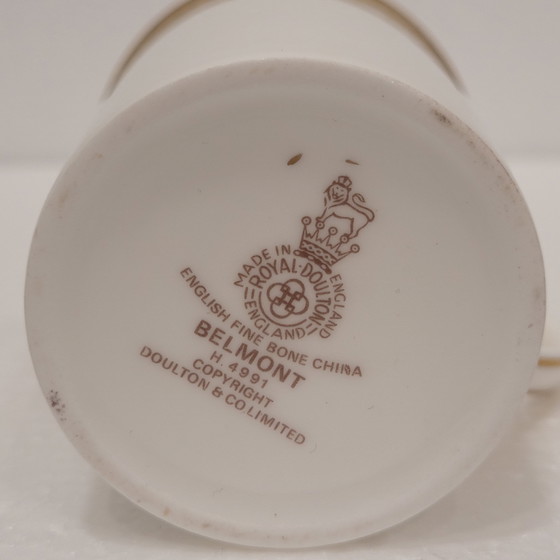 MADE IN ENGLAND
ROYAL·DOULTON
ENGLAND
ENGLISH FINE BONE CHINA
BELMONT
H 4991
COPYRIGHT
DOULTON & CO LIMITED